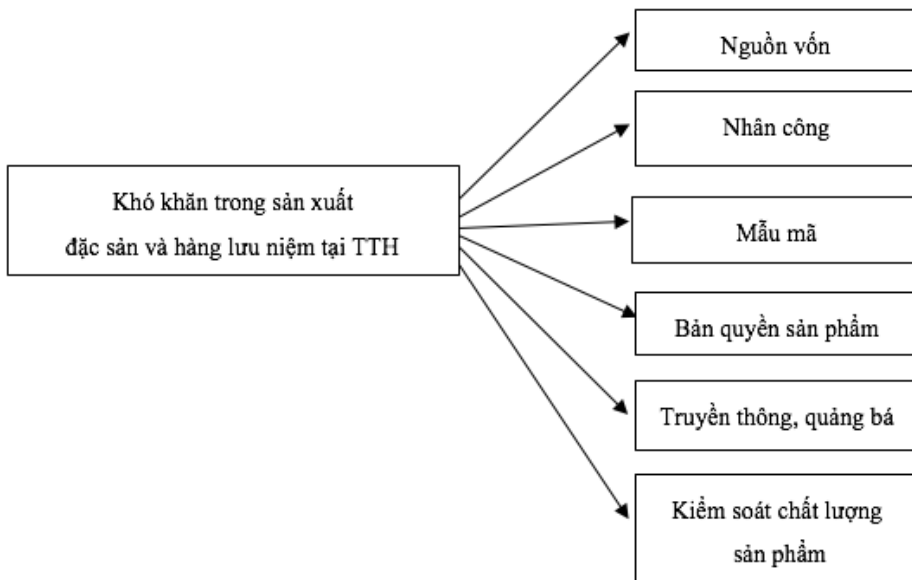 Khó khăn trong sản xuất
đặc sản và hàng lưu niệm tại TTH
Nguồn vốn
Nhân công
Mẫu mã
Bản quyền sản phẩm
Truyền thông, quảng bá
Kiểm soát chất lượng
sản phẩm